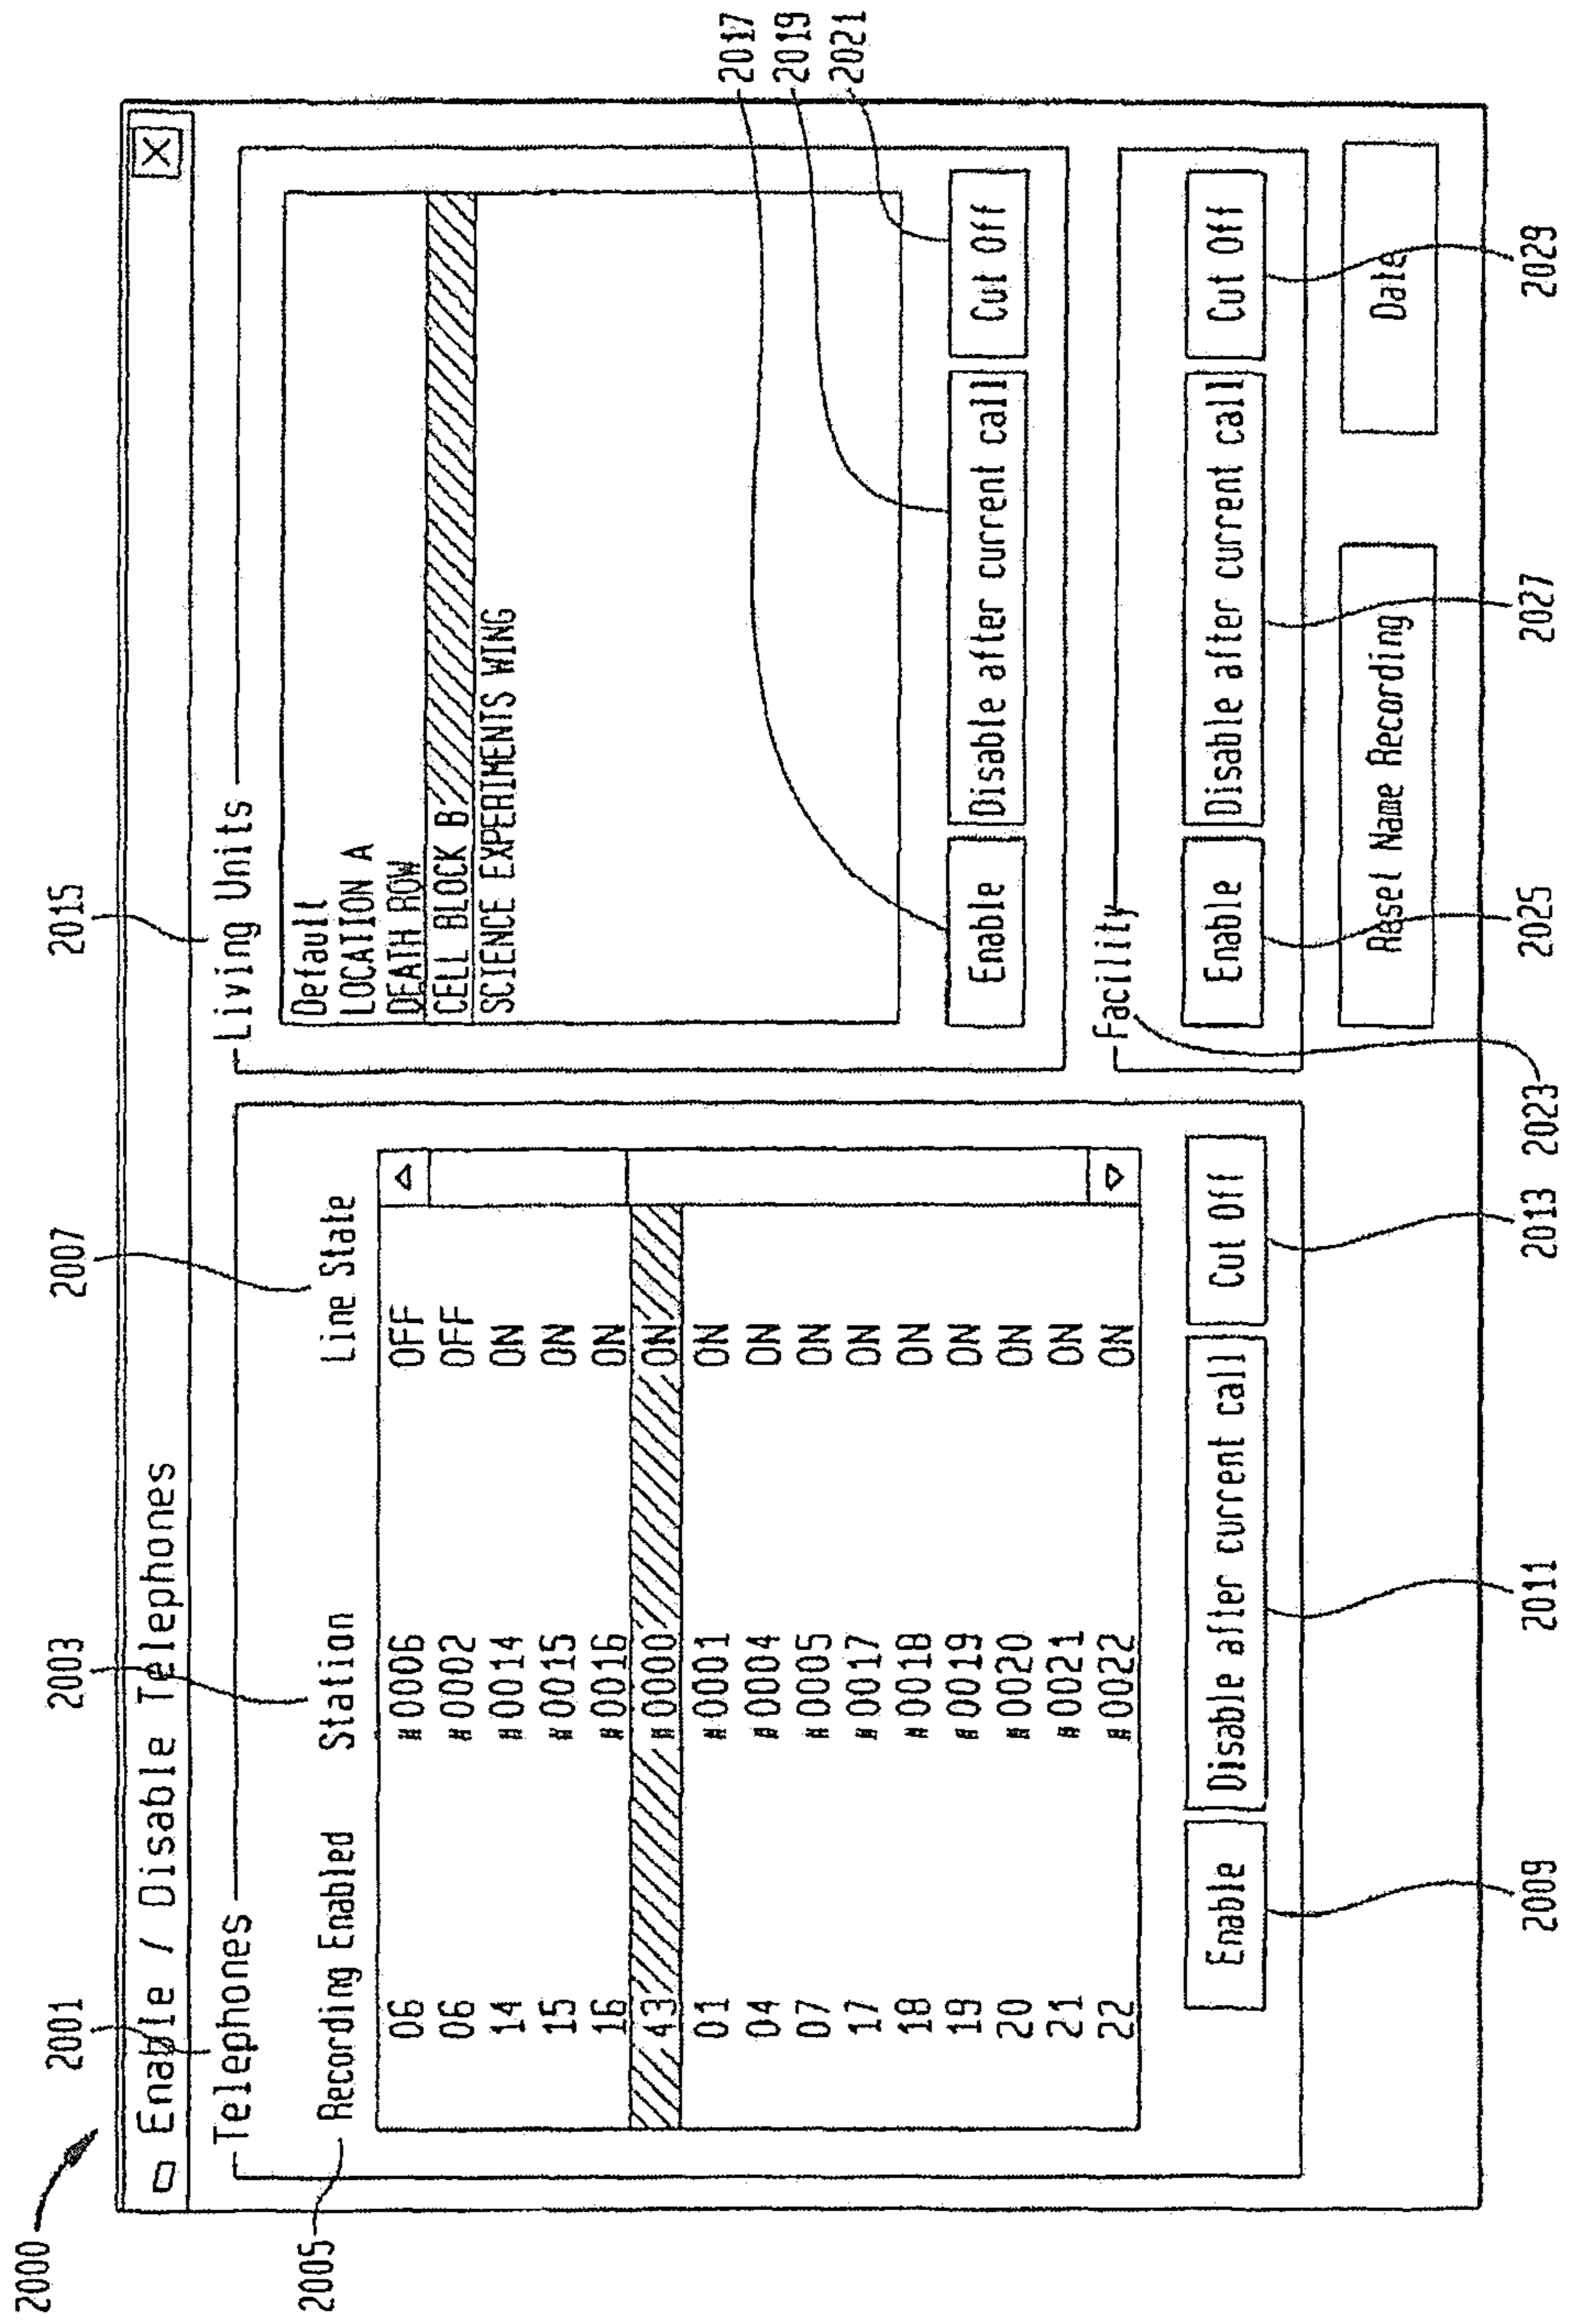 2000
2001
2003
2007
2015
Enable / Disable Telephones
X
Telephones
2005
Recording Enabled Station Line State
06 #0006 OFF
06 #0002 OFF
14 #0014 ON
15 #0015 ON
16 #0016 ON
43 #0000 ON
01 #0001 ON
04 #0004 ON
07 #0005 ON
17 #0017 ON
18 #0018 ON
19 #0019 ON
20 #0020 ON
21 #0021 ON
22 #0022 ON
Enable Disable after current call Cut Off
2009
2011
2013
Living Units
Default
LOCATION A
DEATH ROW
CELL BLOCK B
SCIENCE EXPERIMENTS WING
2017
2019
2021
Enable Disable after current call Cut Off
Facility
Enable Disable after current call Cut Off
Reset Name Recording Date
2023
2025
2027
2029